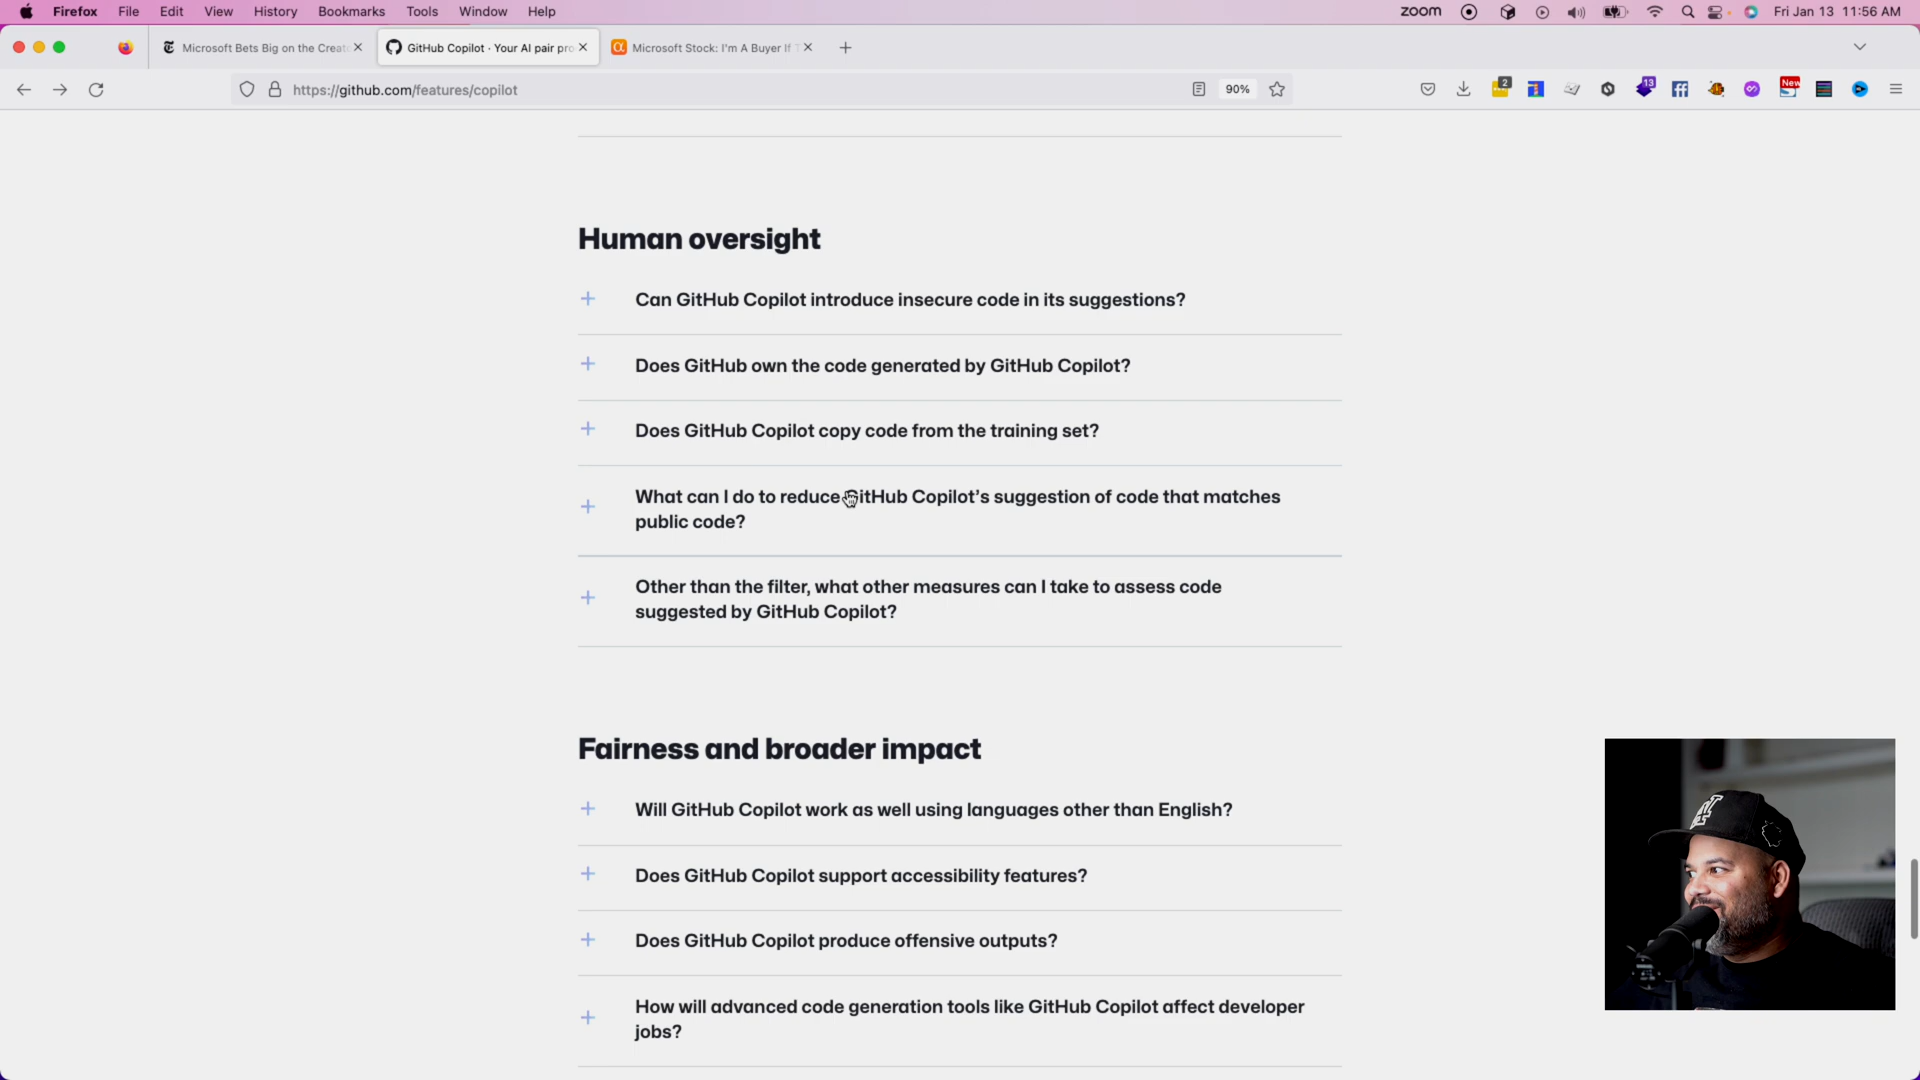 Firefox File Edit View History Bookmarks Tools Window Help zoom Fri Jan 13 11:56 AM
Microsoft Bets Big on the Creat
GitHub Copilot · Your AI pair pro
Microsoft Stock: I'm A Buyer If T
https://github.com/features/copilot 90% 2 13 New
Human oversight
Can GitHub Copilot introduce insecure code in its suggestions?
Does GitHub own the code generated by GitHub Copilot?
Does GitHub Copilot copy code from the training set?
What can I do to reduce GitHub Copilot's suggestion of code that matches
public code?
Other than the filter, what other measures can I take to assess code
suggested by GitHub Copilot?
Fairness and broader impact
Will GitHub Copilot work as well using languages other than English?
Does GitHub Copilot support accessibility features?
Does GitHub Copilot produce offensive outputs?
How will advanced code generation tools like GitHub Copilot affect developer
jobs?